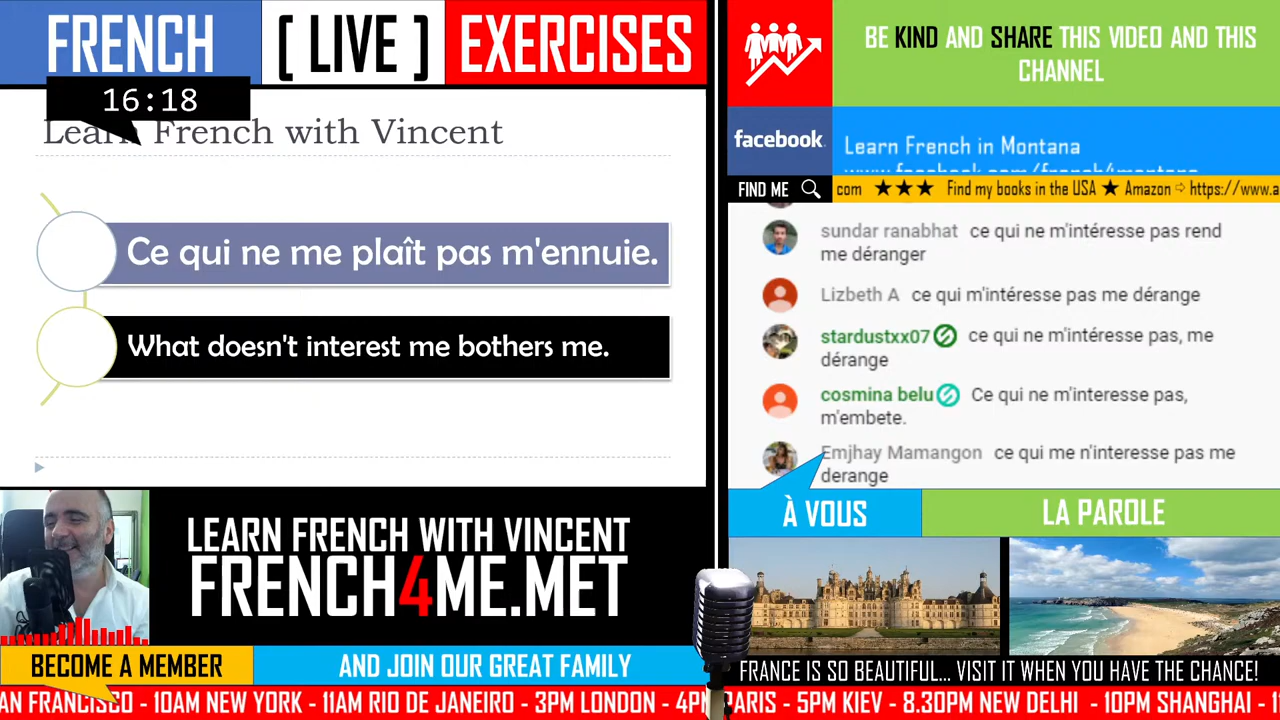 FRENCH
[ LIVE ]
EXERCISES
16:18
Learn French with Vincent
Ce qui ne me plaît pas m'ennuie.
What doesn't interest me bothers me.
LEARN FRENCH WITH VINCENT
FRENCH4ME.MET
BECOME A MEMBER
AND JOIN OUR GREAT FAMILY
BE KIND AND SHARE THIS VIDEO AND THIS
CHANNEL
facebook.
Learn French in Montana
www.facebook.com/french4montana
FIND ME
com ★★★ Find my books in the USA ★ Amazon ⇨ https://www.a
sundar ranabhat ce qui ne m'intéresse pas rend
me déranger
Lizbeth A ce qui m'intéresse pas me dérange
stardustxx07 ce qui ne m'intéresse pas, me
dérange
cosmina belu Ce qui ne m'interesse pas,
m'embete.
Emjhay Mamangon ce qui me n'interesse pas me
derange
À VOUS
LA PAROLE
FRANCE IS SO BEAUTIFUL... VISIT IT WHEN YOU HAVE THE CHANCE!
AN FRANCISCO - 10AM NEW YORK - 11AM RIO DE JANEIRO - 3PM LONDON - 4P PARIS - 5PM KIEV - 8.30PM NEW DELHI - 10PM SHANGHAI - 1